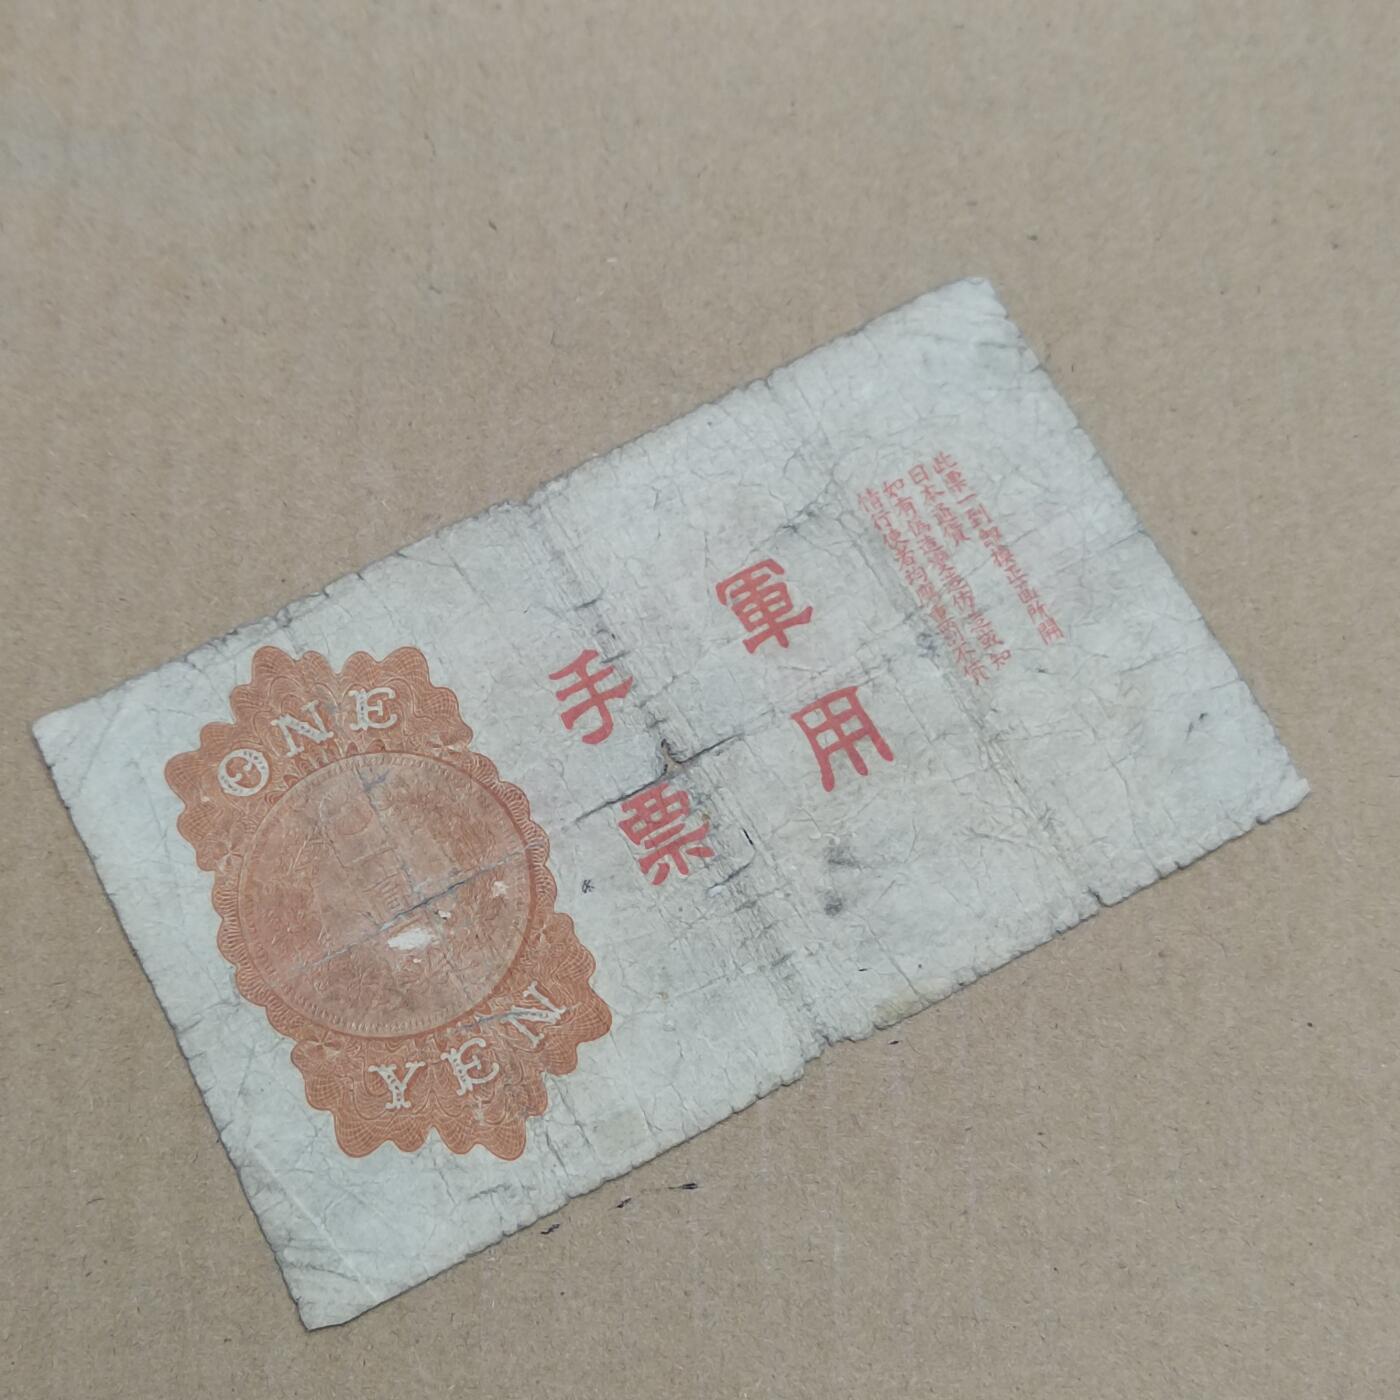 此票一到即換正面所開
日本通貨
如有偽造變造仿造或知
情行使者均應重罰不貸
軍用
手票
ONE
YEN